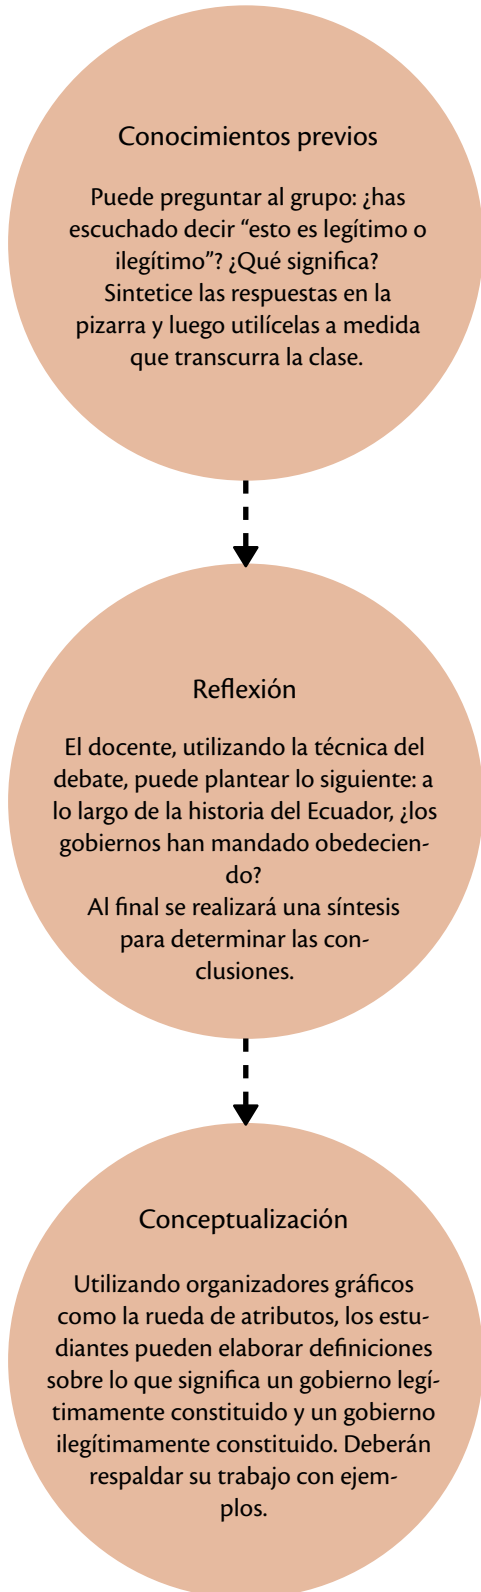 Conocimientos previos
Puede preguntar al grupo: ¿has
escuchado decir “esto es legítimo o
ilegítimo”? ¿Qué significa?
Sintetice las respuestas en la
pizarra y luego utilícelas a medida
que transcurra la clase.
Reflexión
El docente, utilizando la técnica del
debate, puede plantear lo siguiente: a
lo largo de la historia del Ecuador, ¿los
gobiernos han mandado obedecien-
do?
Al final se realizará una síntesis
para determinar las con-
clusiones.
Conceptualización
Utilizando organizadores gráficos
como la rueda de atributos, los estu-
diantes pueden elaborar definiciones
sobre lo que significa un gobierno legí-
timamente constituido y un gobierno
ilegítimamente constituido. Deberán
respaldar su trabajo con ejem-
plos.